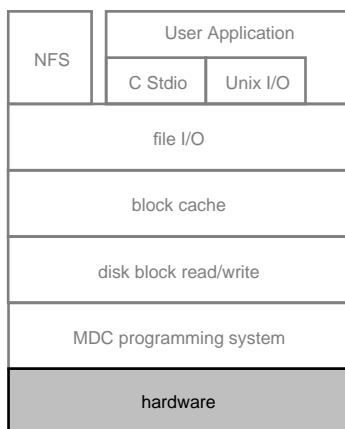 User Application
NFS
C Stdio
Unix I/O
file I/O
block cache
disk block read/write
MDC programming system
hardware